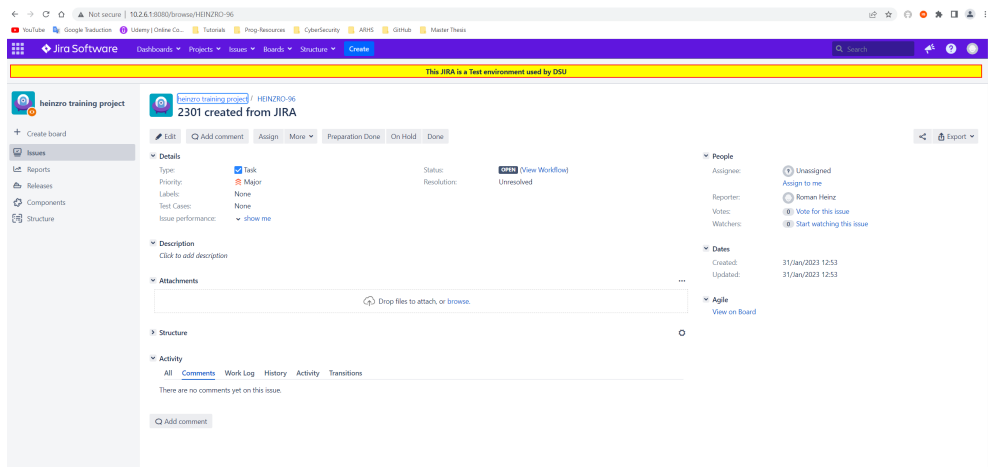 Not secure | 10.2.6.1:8080/browse/HEINZRO-96
YouTube Google Traduction Udemy | Online Co... Tutorials Prog-Resources CyberSecurity ARHS GitHub Master Thesis
Jira Software Dashboards Projects Issues Boards Structure Create Search
This JIRA is a Test environment used by DSU
heinzro training project
Create board
Issues
Reports
Releases
Components
Structure
heinzro training project / HEINZRO-96
2301 created from JIRA
Edit Add comment Assign More Preparation Done On Hold Done Export
Details
Type: Task Status: OPEN (View Workflow)
Priority: Major Resolution: Unresolved
Labels: None
Test Cases: None
Issue performance: show me
Description
Click to add description
Attachments
Drop files to attach, or browse.
Structure
Activity
All Comments Work Log History Activity Transitions
There are no comments yet on this issue.
Add comment
People
Assignee: Unassigned
Assign to me
Reporter: Roman Heinz
Votes: 0 Vote for this issue
Watchers: 0 Start watching this issue
Dates
Created: 31/Jan/2023 12:53
Updated: 31/Jan/2023 12:53
Agile
View on Board